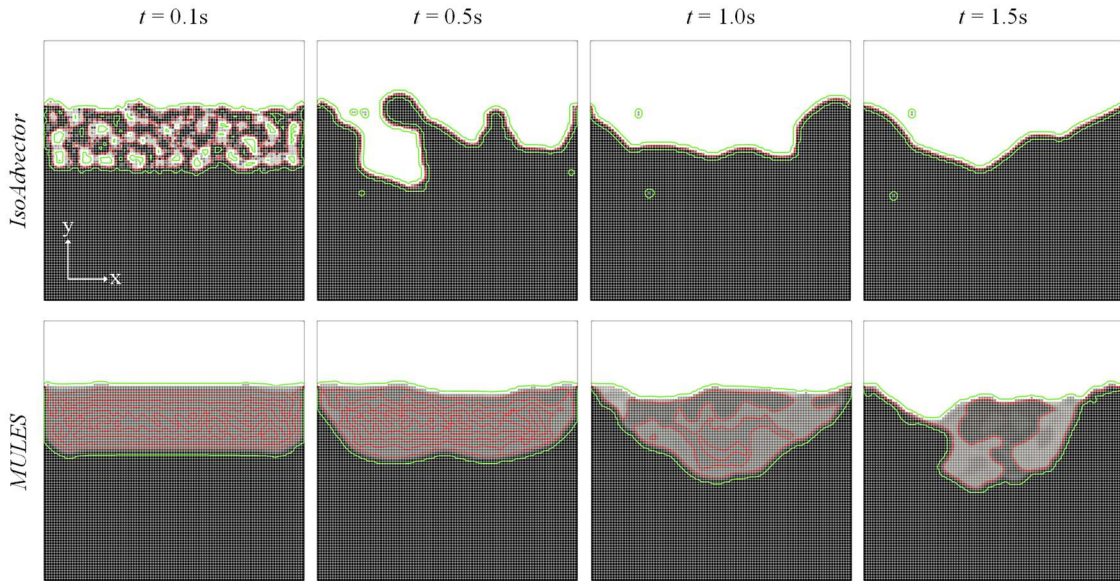 t = 0.1s
t = 0.5s
t = 1.0s
t = 1.5s
IsoAdvector
y
x
MULES